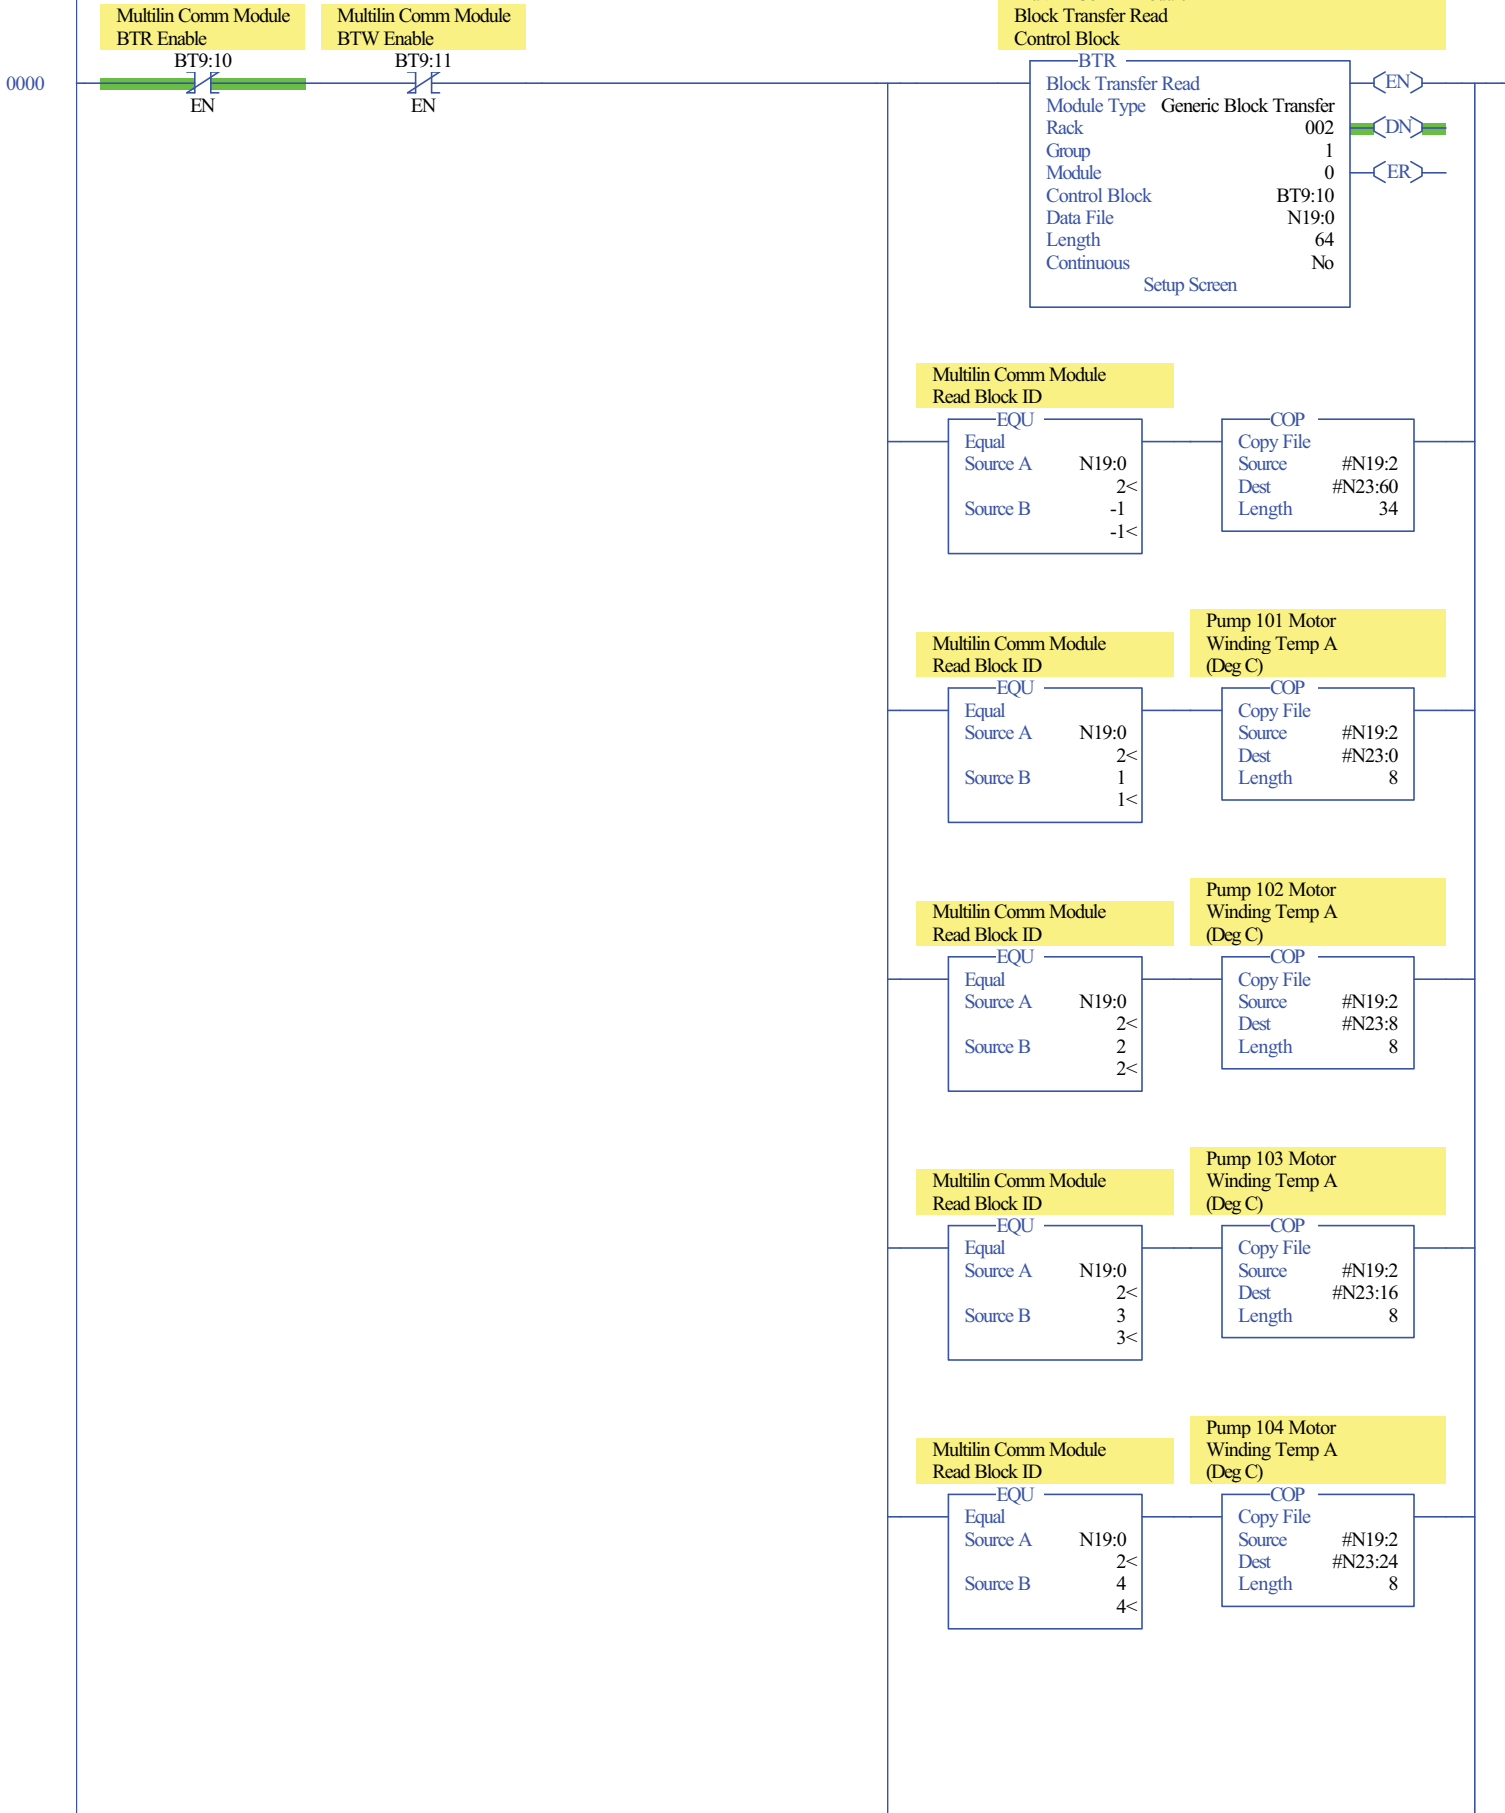 Multilin Comm Module
BTR Enable
BT9:10
EN
Multilin Comm Module
BTW Enable
BT9:11
EN
0000
Block Transfer Read
Control Block
BTR
Block Transfer Read
Module Type Generic Block Transfer
Rack 002
Group 1
Module 0
Control Block BT9:10
Data File N19:0
Length 64
Continuous No
Setup Screen
EN
DN
ER
Multilin Comm Module
Read Block ID
EQU
Equal
Source A N19:0
2<
Source B -1
-1<
COP
Copy File
Source #N19:2
Dest #N23:60
Length 34
Multilin Comm Module
Read Block ID
EQU
Equal
Source A N19:0
2<
Source B 1
1<
Pump 101 Motor
Winding Temp A
(Deg C)
COP
Copy File
Source #N19:2
Dest #N23:0
Length 8
Multilin Comm Module
Read Block ID
EQU
Equal
Source A N19:0
2<
Source B 2
2<
Pump 102 Motor
Winding Temp A
(Deg C)
COP
Copy File
Source #N19:2
Dest #N23:8
Length 8
Multilin Comm Module
Read Block ID
EQU
Equal
Source A N19:0
2<
Source B 3
3<
Pump 103 Motor
Winding Temp A
(Deg C)
COP
Copy File
Source #N19:2
Dest #N23:16
Length 8
Multilin Comm Module
Read Block ID
EQU
Equal
Source A N19:0
2<
Source B 4
4<
Pump 104 Motor
Winding Temp A
(Deg C)
COP
Copy File
Source #N19:2
Dest #N23:24
Length 8